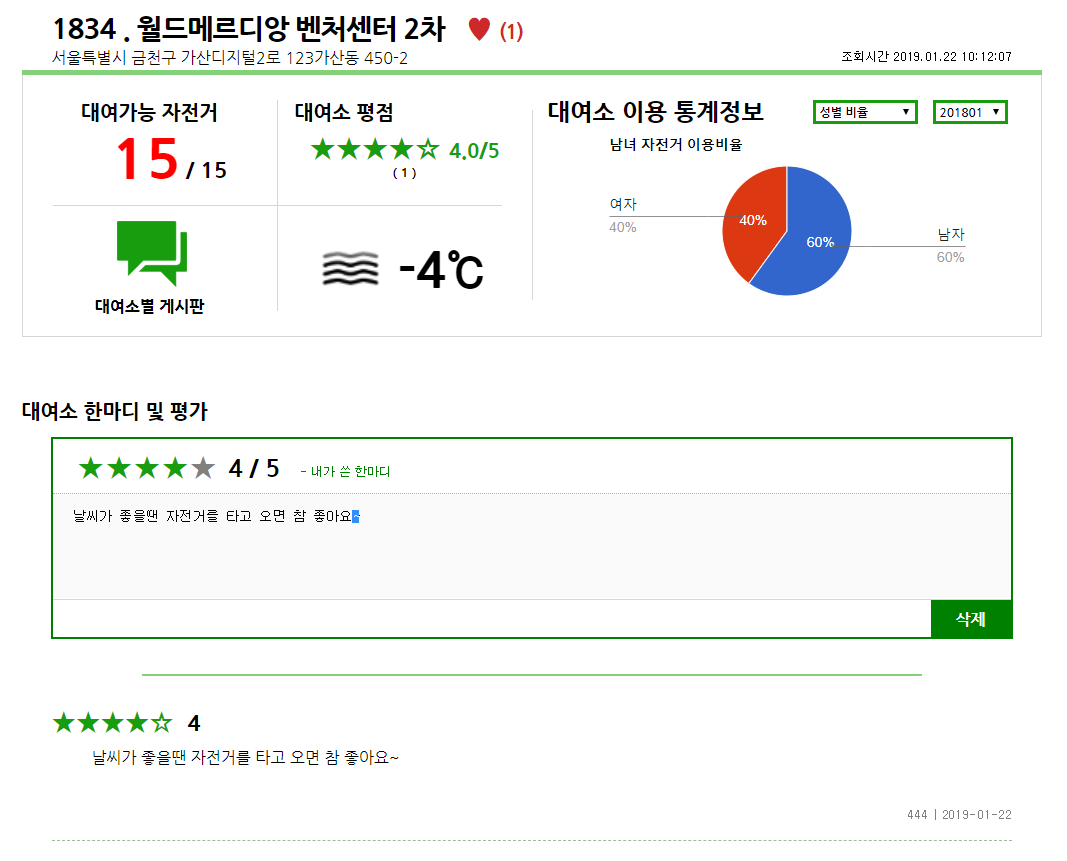 1834 . 월드메르디앙 벤처센터 2차 (1)
서울특별시 금천구 가산디지털2로 123가산동 450-2
조회시간 2019.01.22 10:12:07
대여가능 자전거
15 / 15
대여소 평점
★★★★☆ 4.0/5
( 1 )
대여소별 게시판
-4℃
대여소 이용 통계정보
성별 비율
201801
남녀 자전거 이용비율
여자
40%
40%
60%
남자
60%
대여소 한마디 및 평가
★★★★★ 4 / 5 - 내가 쓴 한마디
날씨가 좋을땐 자전거를 타고 오면 참 좋아요~
삭제
★★★★☆ 4
날씨가 좋을땐 자전거를 타고 오면 참 좋아요~
444 | 2019-01-22